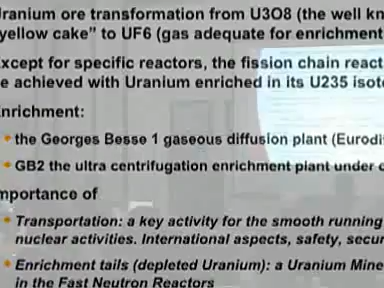 Uranium ore transformation from U3O8 (the well kn
yellow cake" to UF6 (gas adequate for enrichment
Except for specific reactors, the fission chain react
be achieved with Uranium enriched in its U235 isot
Enrichment:
the Georges Besse 1 gaseous diffusion plant (Eurodi
GB2 the ultra centrifugation enrichment plant under c
mportance of
Transportation: a key activity for the smooth running
nuclear activities. International aspects, safety, secur
Enrichment tails (depleted Uranium): a Uranium Mine
in the Fast Neutron Reactors